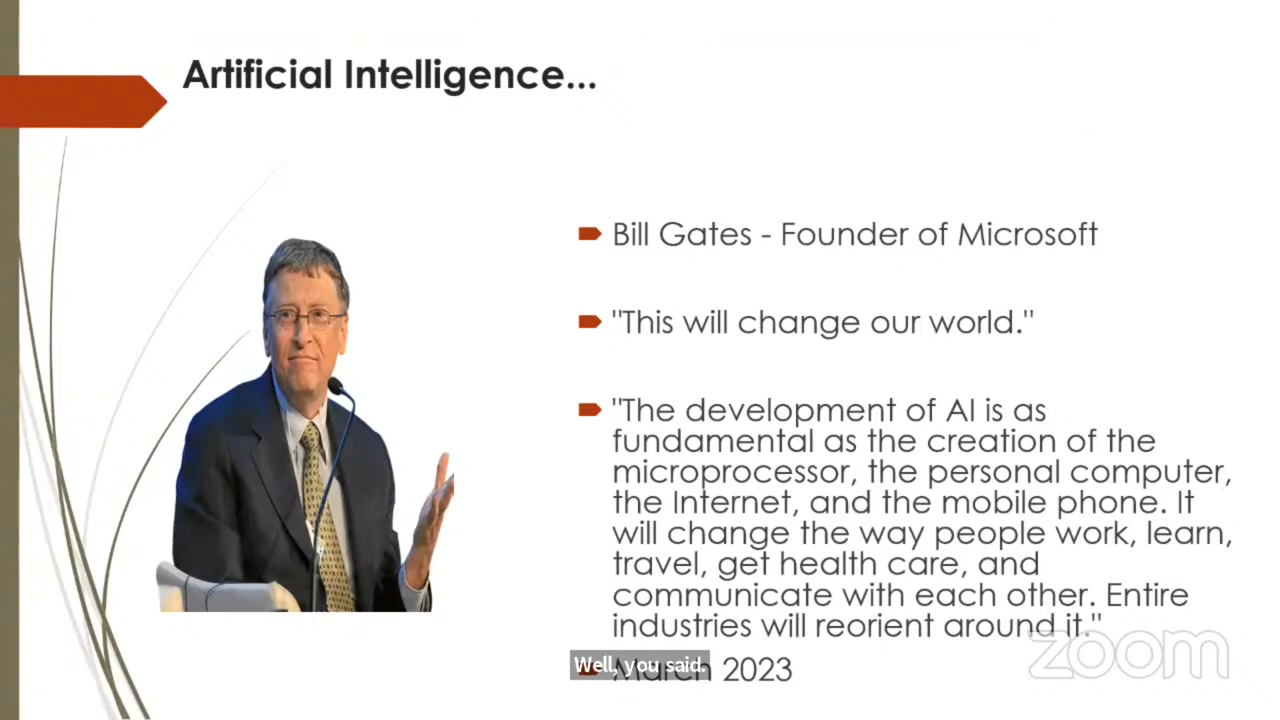 Artificial Intelligence...
Bill Gates - Founder of Microsoft
"This will change our world."
"The development of AI is as
fundamental as the creation of the
microprocessor, the personal computer,
the Internet, and the mobile phone. It
will change the way people work, learn,
travel, get health care, and
communicate with each other. Entire
industries will reorient around it."
zoom
Well, you said.
March 2023